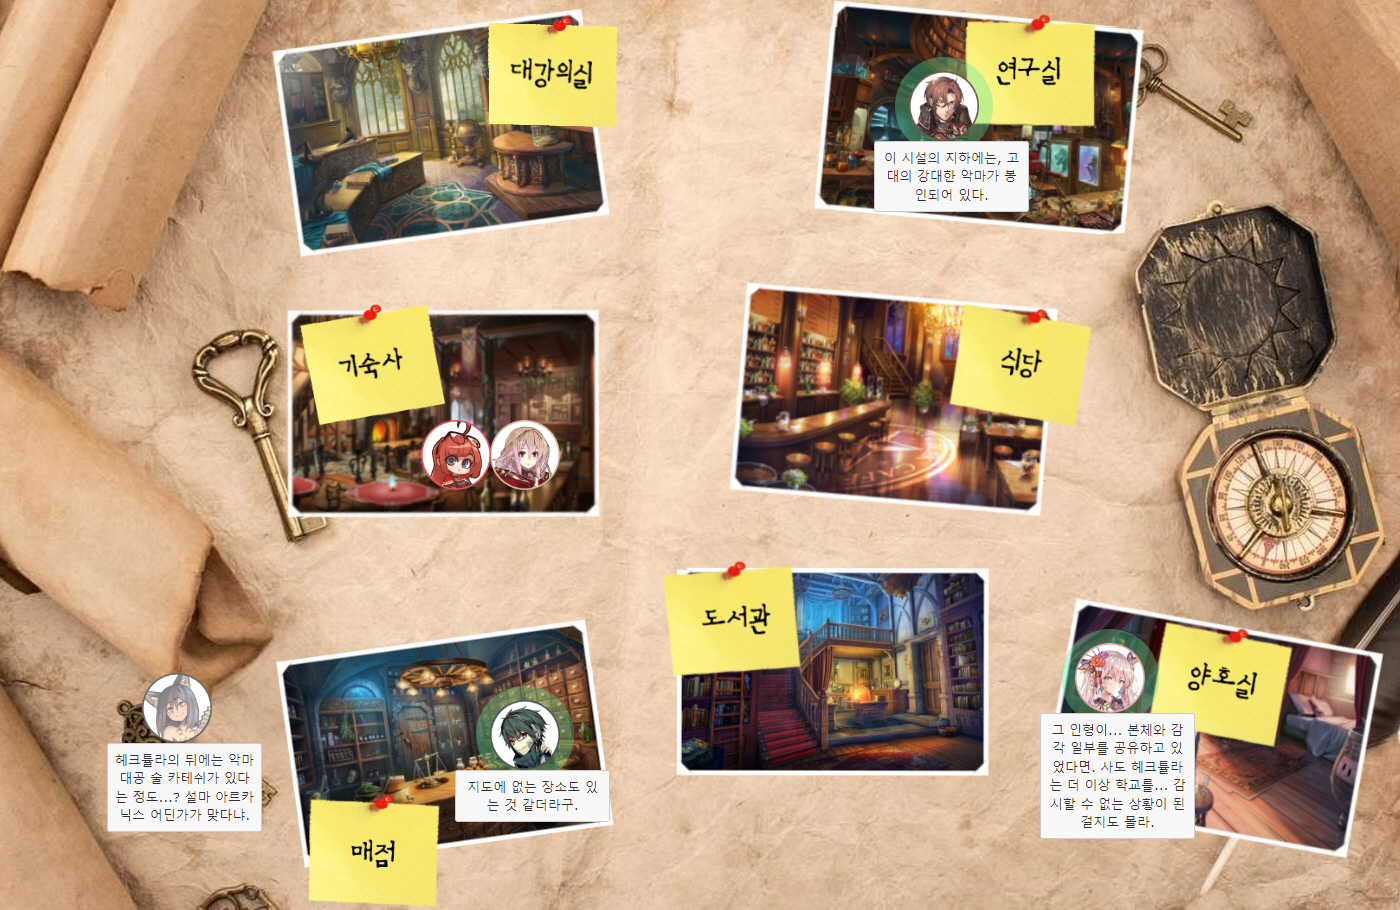 대강의실
연구실
이 시설의 지하에는, 고
대의 강대한 악마가 봉
인되어 있다.
기숙사
식당
도서관
양호실
그 인형이... 본체와 감
각 일부를 공유하고 있
었다면. 사도 헤크튤라
는 더 이상 학교를... 감
시할 수 없는 상황이 된
걸지도 몰라.
헤크튤라의 뒤에는 악마
대공 술 카테쉬가 있다
는 정도...? 설마 아르카
닉스 어딘가가 맞다냐.
지도에 없는 장소도 있
는 것 같더라구.
매점